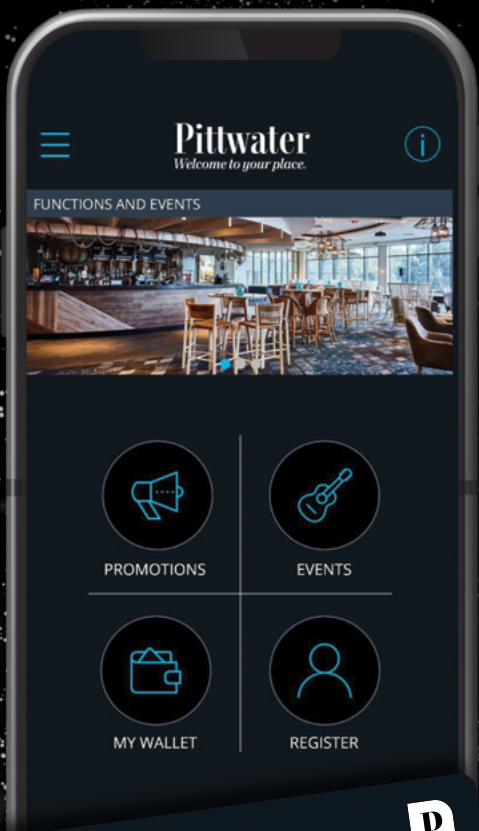 Pittwater
Welcome to your place.
FUNCTIONS AND EVENTS
PROMOTIONS
EVENTS
MY WALLET
REGISTER
P